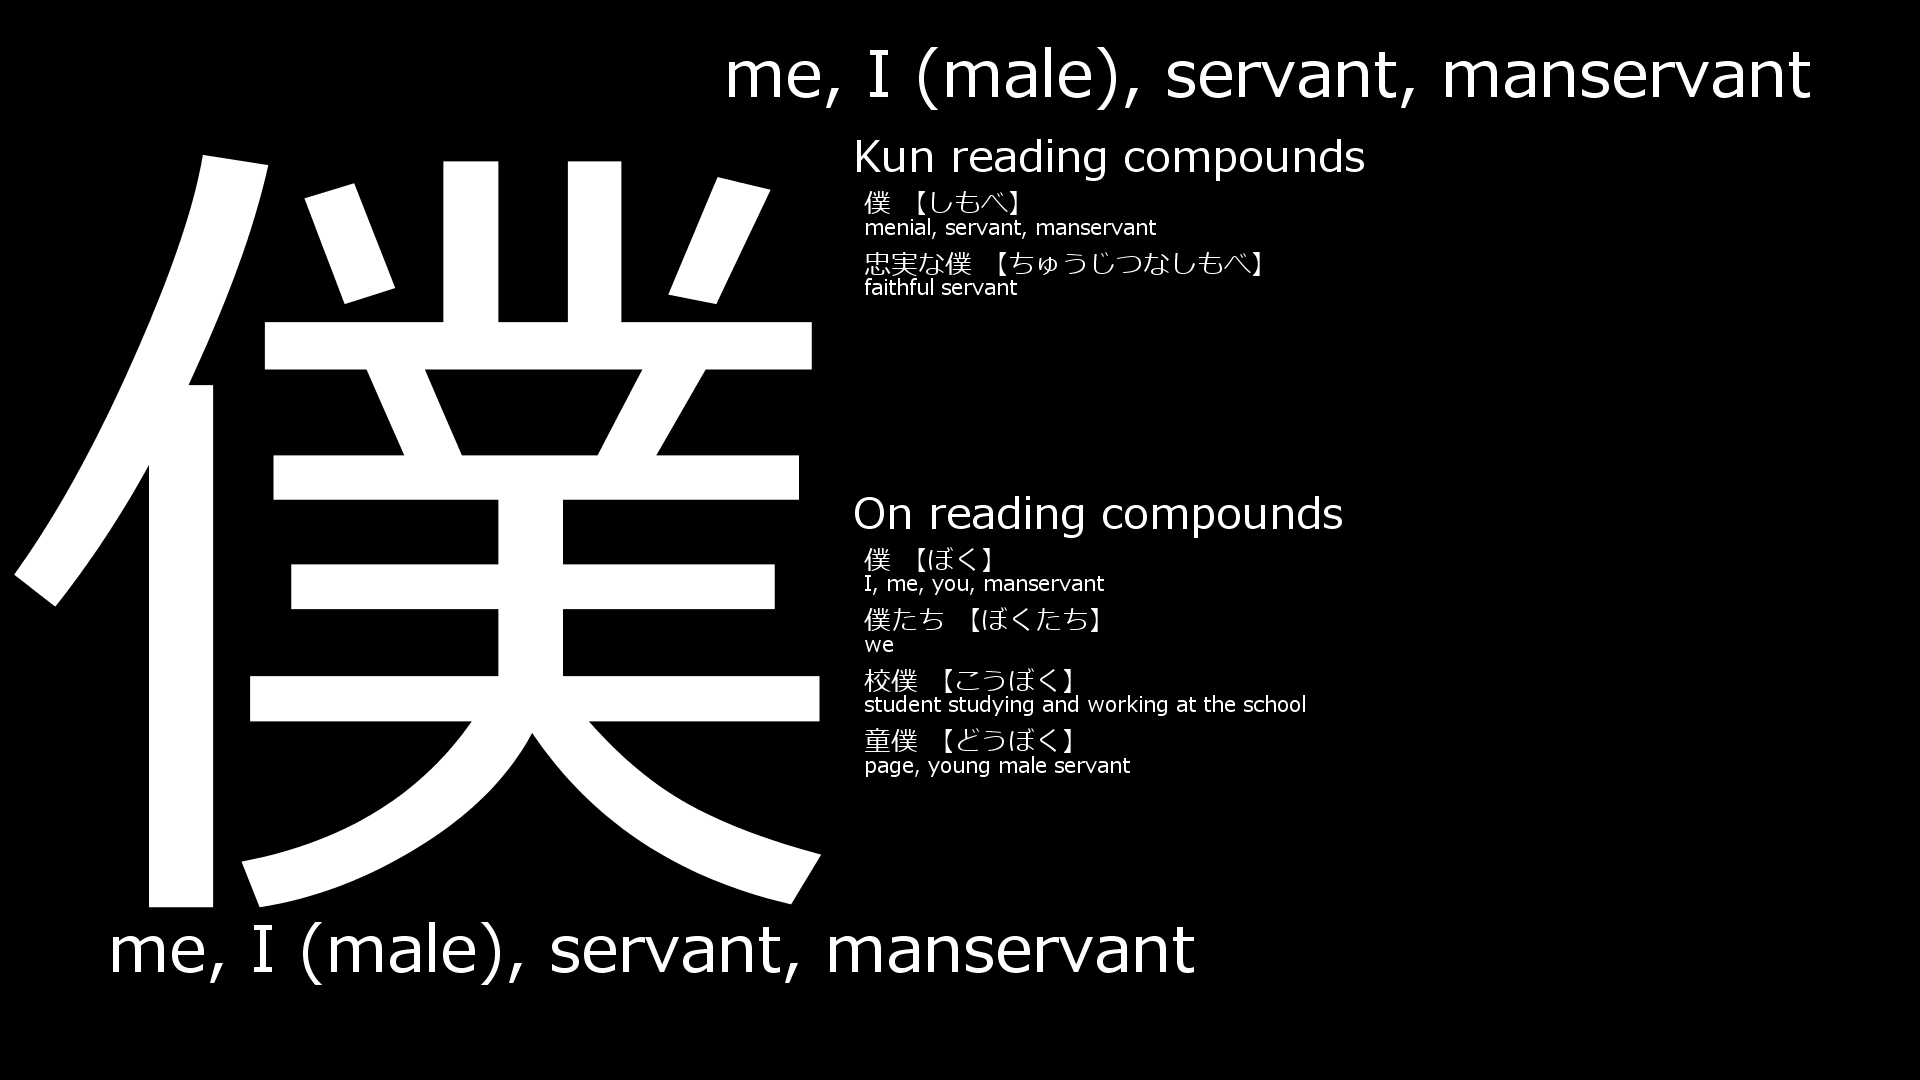 me, I (male), servant, manservant
僕
Kun reading compounds
僕 【しもべ】
menial, servant, manservant
忠実な僕 【ちゅうじつなしもべ】
faithful servant
On reading compounds
僕 【ぼく】
I, me, you, manservant
僕たち 【ぼくたち】
we
校僕 【こうぼく】
student studying and working at the school
童僕 【どうぼく】
page, young male servant
me, I (male), servant, manservant